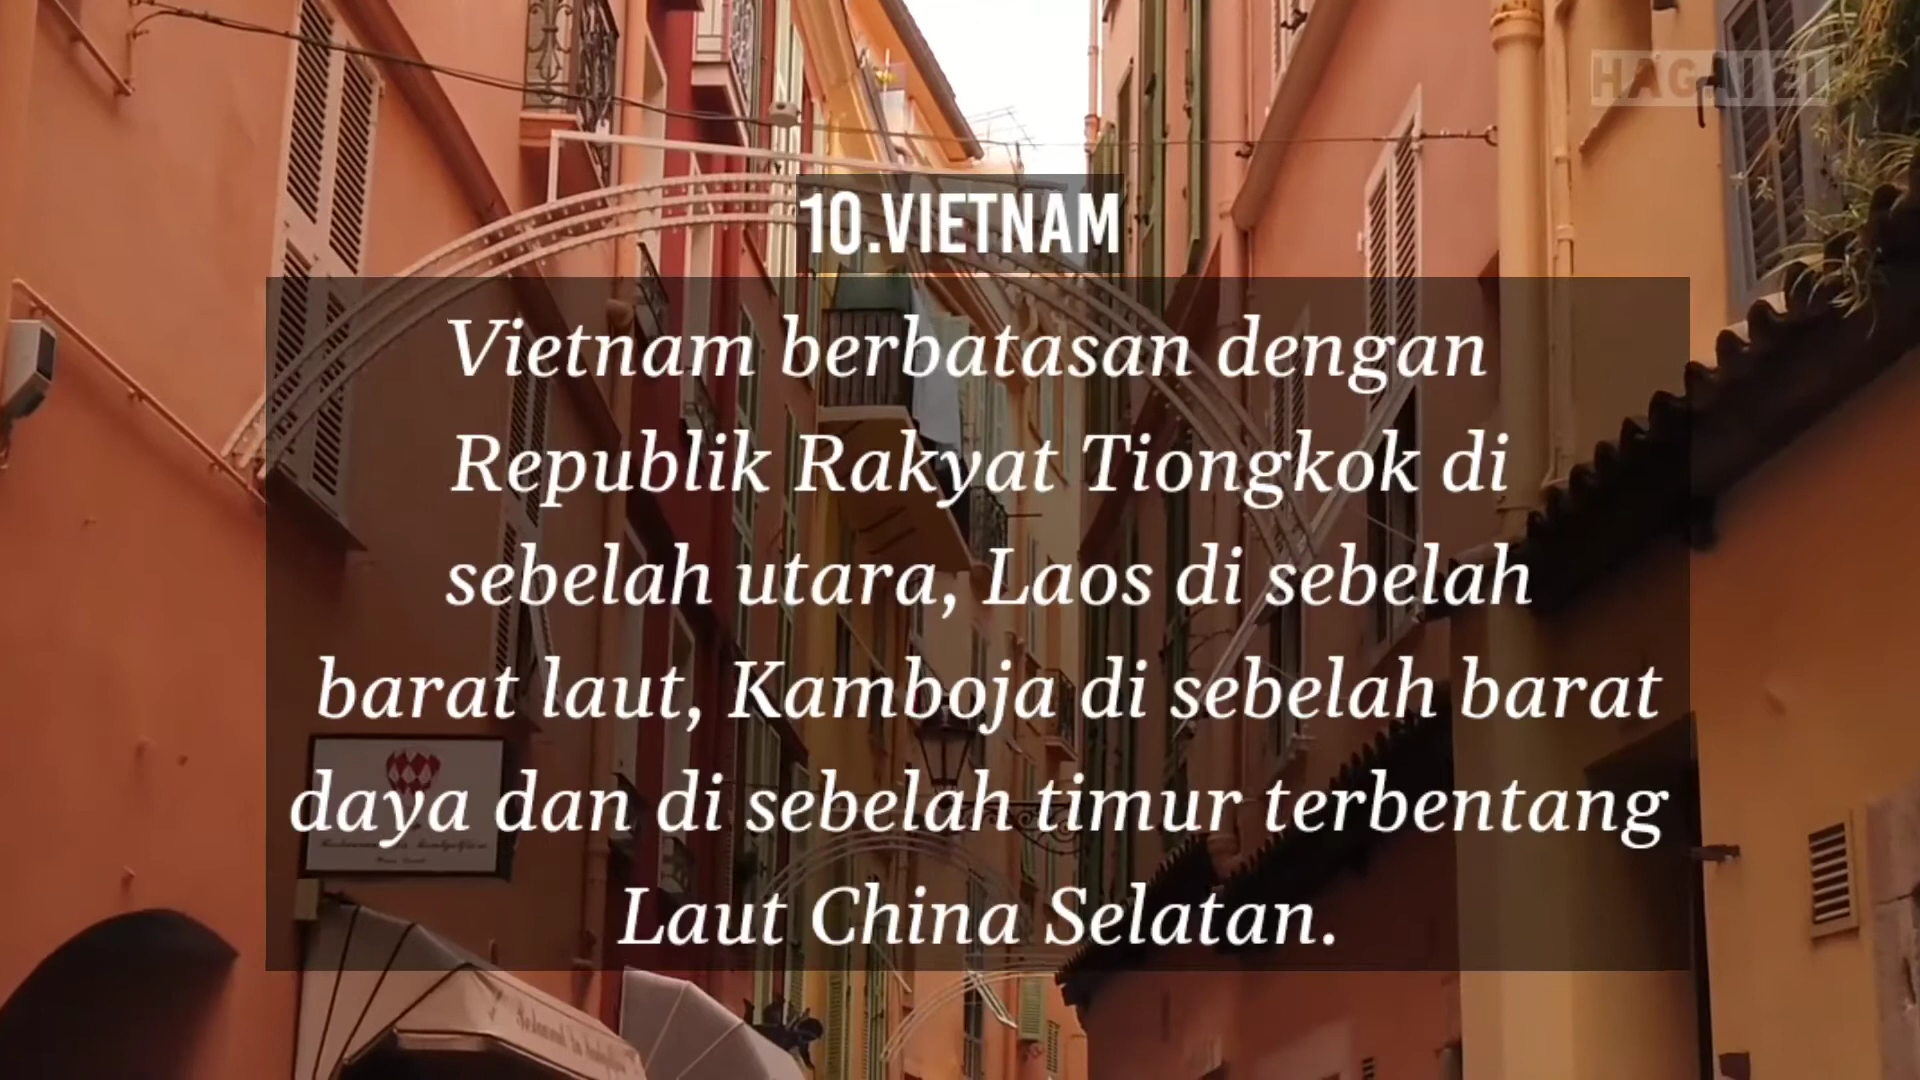 HAGAIEL
10.VIETNAM
Vietnam berbatasan dengan
Republik Rakyat Tiongkok di
sebelah utara, Laos di sebelah
barat laut, Kamboja di sebelah barat
daya dan di sebelah timur terbentang
Laut China Selatan.